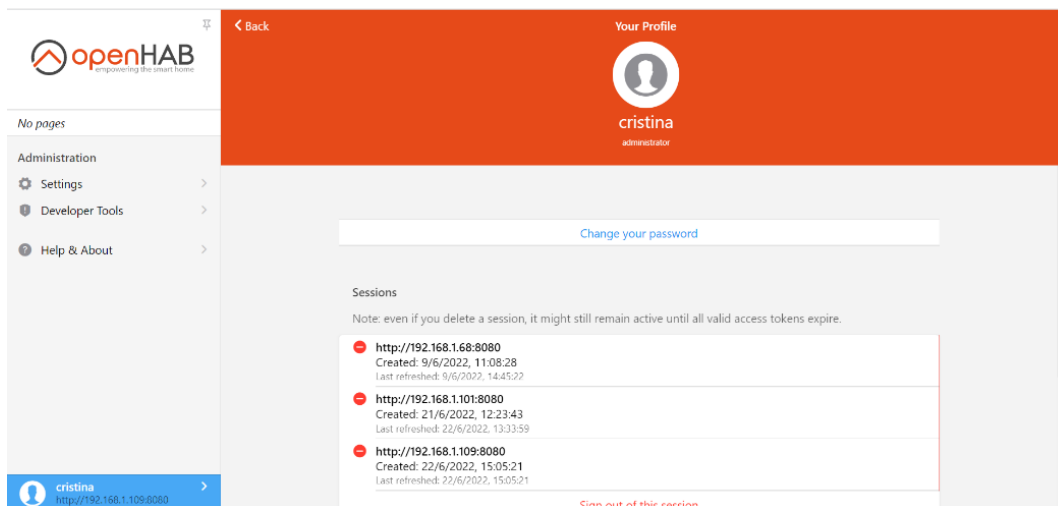 openHAB
empowering the smart home
No pages
Administration
Settings
Developer Tools
Help & About
cristina
http://192.168.1.109:8080
Back
Your Profile
cristina
administrator
Change your password
Sessions
Note: even if you delete a session, it might still remain active until all valid access tokens expire.
http://192.168.1.68:8080
Created: 9/6/2022, 11:08:28
Last refreshed: 9/6/2022, 14:45:22
http://192.168.1.101:8080
Created: 21/6/2022, 12:23:43
Last refreshed: 22/6/2022, 13:33:59
http://192.168.1.109:8080
Created: 22/6/2022, 15:05:21
Last refreshed: 22/6/2022, 15:05:21
Sign out of this session